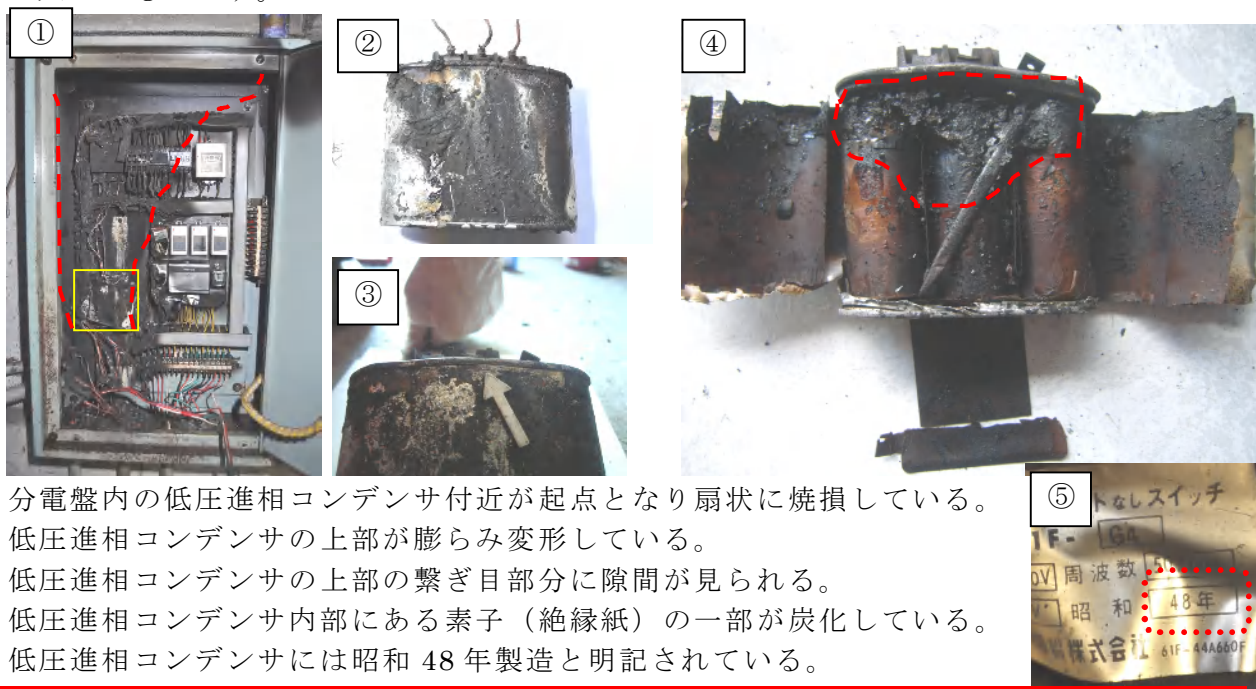 ①
②
③
④
分電盤内の低圧進相コンデンサ付近が起点となり扇状に焼損している。
低圧進相コンデンサの上部が膨らみ変形している。
低圧進相コンデンサの上部の繋ぎ目部分に隙間が見られる。
低圧進相コンデンサ内部にある素子（絶縁紙）の一部が炭化している。
低圧進相コンデンサには昭和 48 年製造と明記されている。
⑤
トなしスイッチ
1F- G4
周波数
昭和 48年
株式会社 61F-44A660F